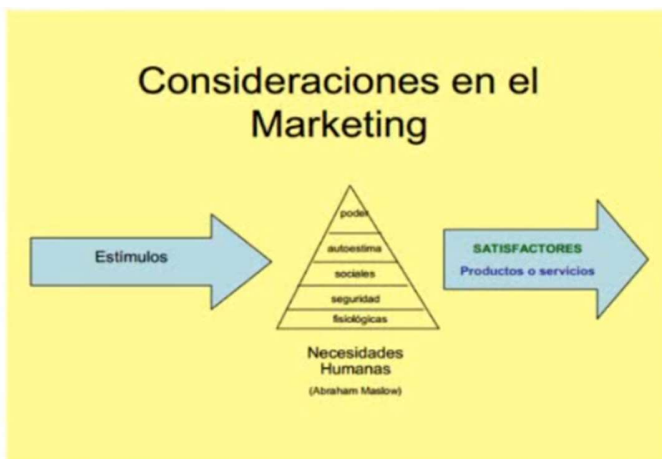 Consideraciones en el
Marketing
Estímulos
poder
autoestima
sociales
seguridad
fisiológicas
Necesidades
Humanas
(Abraham Maslow)
SATISFACTORES
Productos o servicios